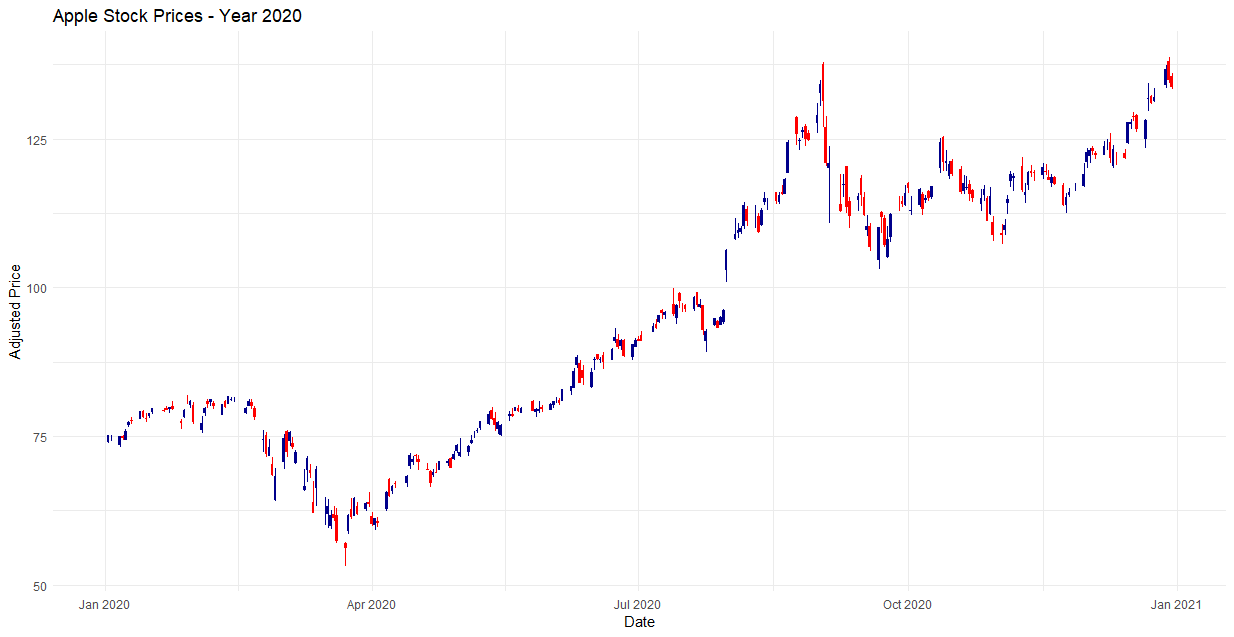 Apple Stock Prices - Year 2020
Adjusted Price
125
100
75
50
Jan 2020
Apr 2020
Jul 2020
Oct 2020
Jan 2021
Date